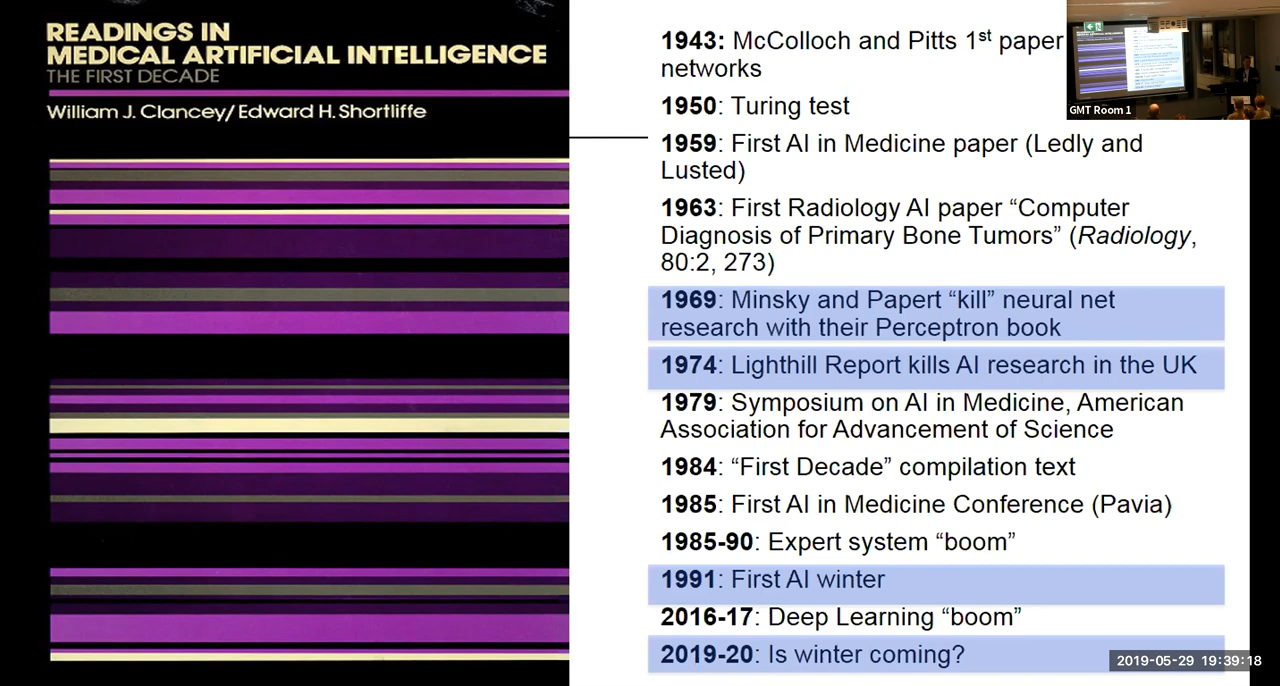 READINGS IN
MEDICAL ARTIFICIAL INTELLIGENCE
THE FIRST DECADE
William J. Clancey/Edward H. Shortliffe
1943: McColloch and Pitts 1st paper
networks
1950: Turing test
1959: First AI in Medicine paper (Ledly and
Lusted)
1963: First Radiology AI paper “Computer
Diagnosis of Primary Bone Tumors” (Radiology,
80:2, 273)
1969: Minsky and Papert “kill” neural net
research with their Perceptron book
1974: Lighthill Report kills AI research in the UK
1979: Symposium on AI in Medicine, American
Association for Advancement of Science
1984: “First Decade” compilation text
1985: First AI in Medicine Conference (Pavia)
1985-90: Expert system “boom”
1991: First AI winter
2016-17: Deep Learning “boom”
2019-20: Is winter coming?
GMT Room 1
2019-05-29 19:39:18